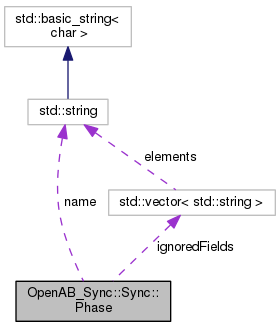 std::basic_string<
char >
std::string
elements
name
std::vector< std::string >
ignoredFields
OpenAB_Sync::Sync::
Phase